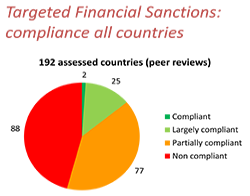 Targeted Financial Sanctions:
compliance all countries
192 assessed countries (peer reviews)
2
25
88
77
Compliant
Largely compliant
Partially compliant
Non compliant